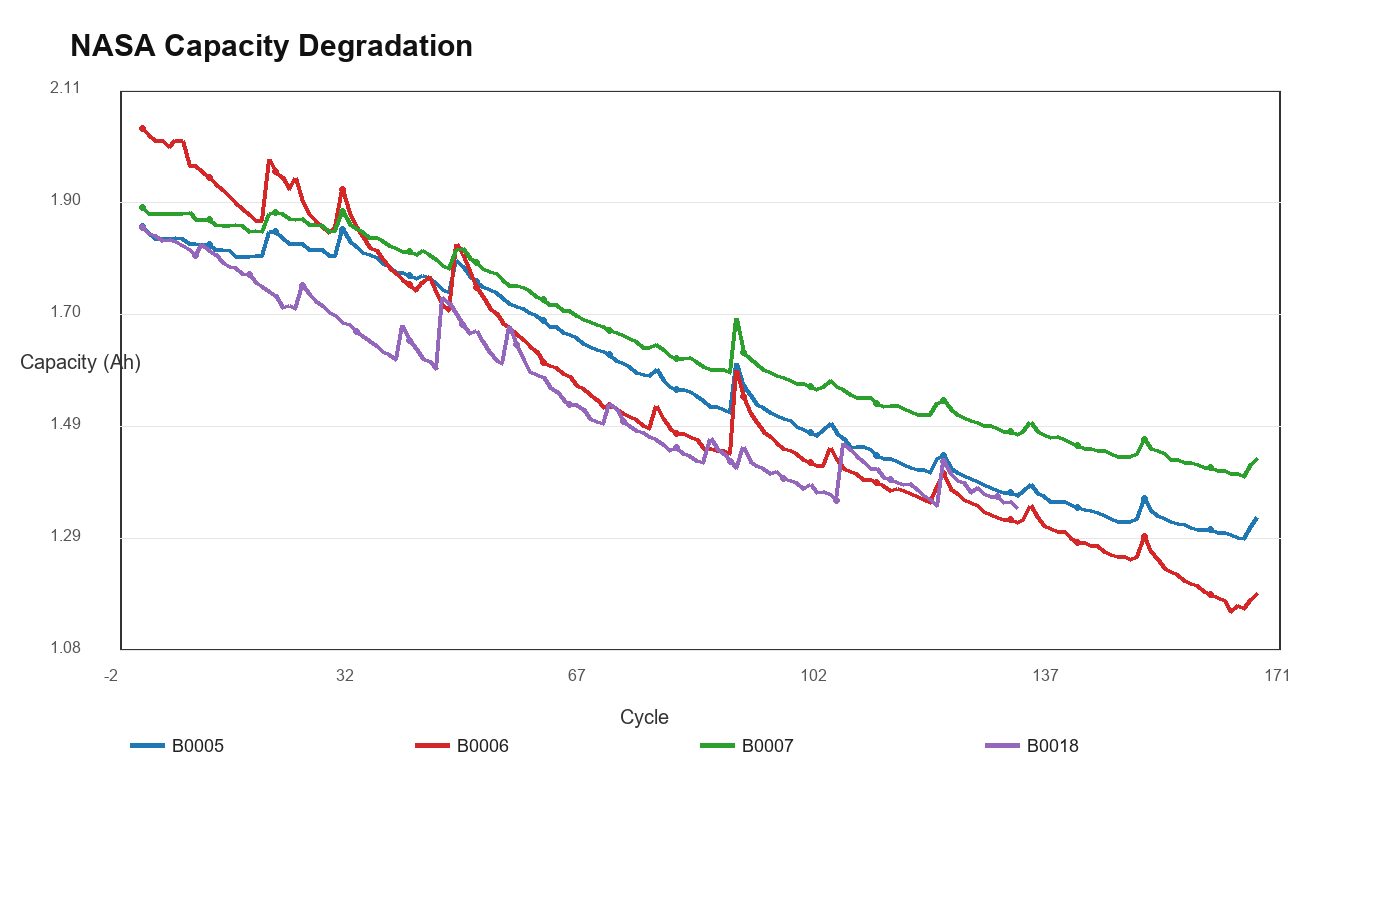 NASA Capacity Degradation
2.11
1.90
1.70
Capacity (Ah)
1.49
1.29
1.08
-2 32 67 102 137 171
Cycle
B0005 B0006 B0007 B0018